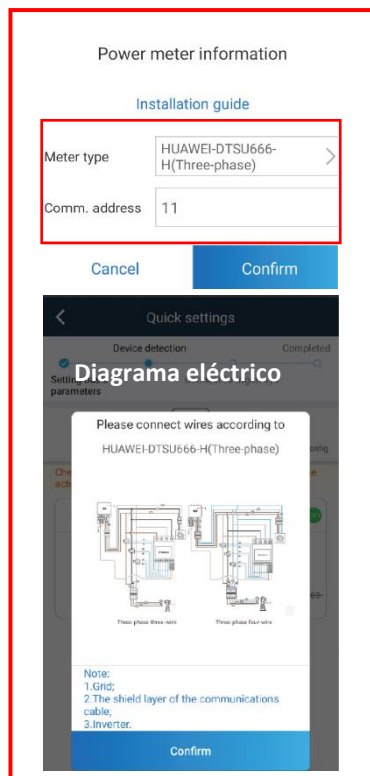 Power meter information
Installation guide
Meter type
HUAWEI-DTSU666-
H(Three-phase)
Comm. address
11
Cancel
Confirm
Quick settings
Device detection
Completed
Diagrama eléctrico
Setting
parameters
Please connect wires according to
HUAWEI-DTSU666-H(Three-phase)
Three-phase three-wire
Three-phase four-wire
Note:
1.Grid;
2.The shield layer of the communications
cable;
3.Inverter.
Confirm